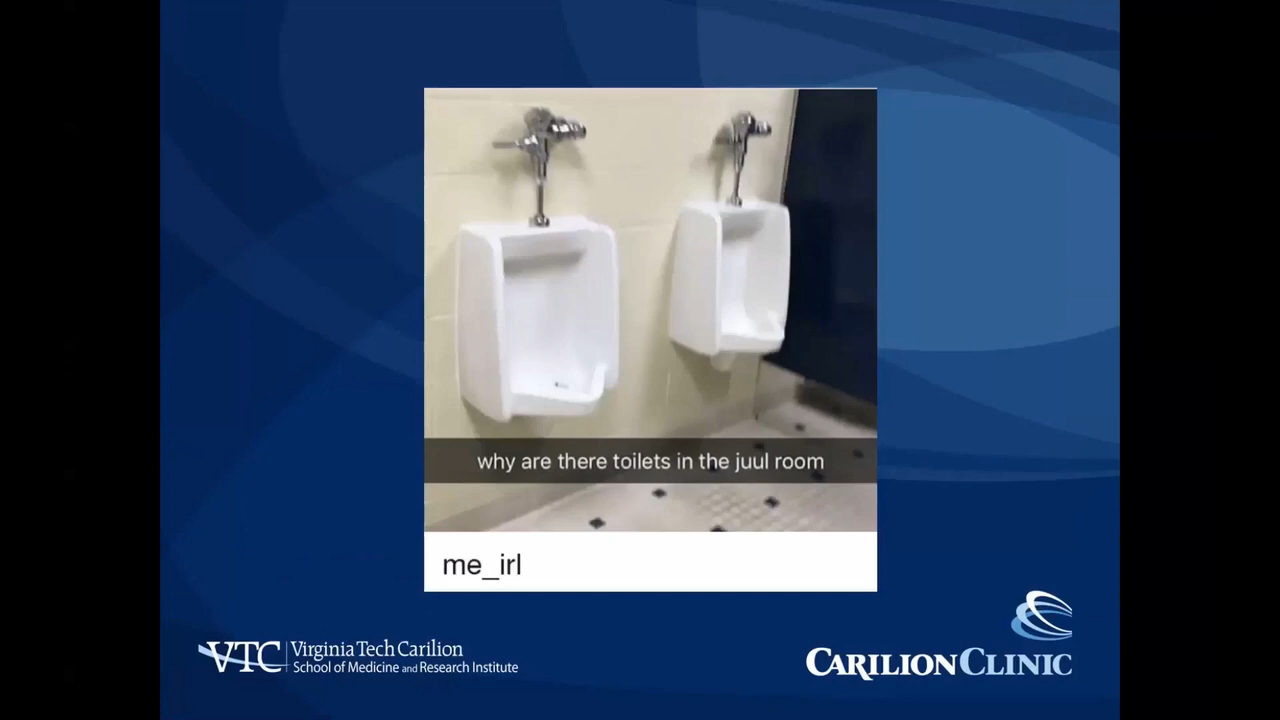 why are there toilets in the juul room
me_irl
VTC
Virginia Tech Carilion
School of Medicine and Research Institute
CARILION CLINIC